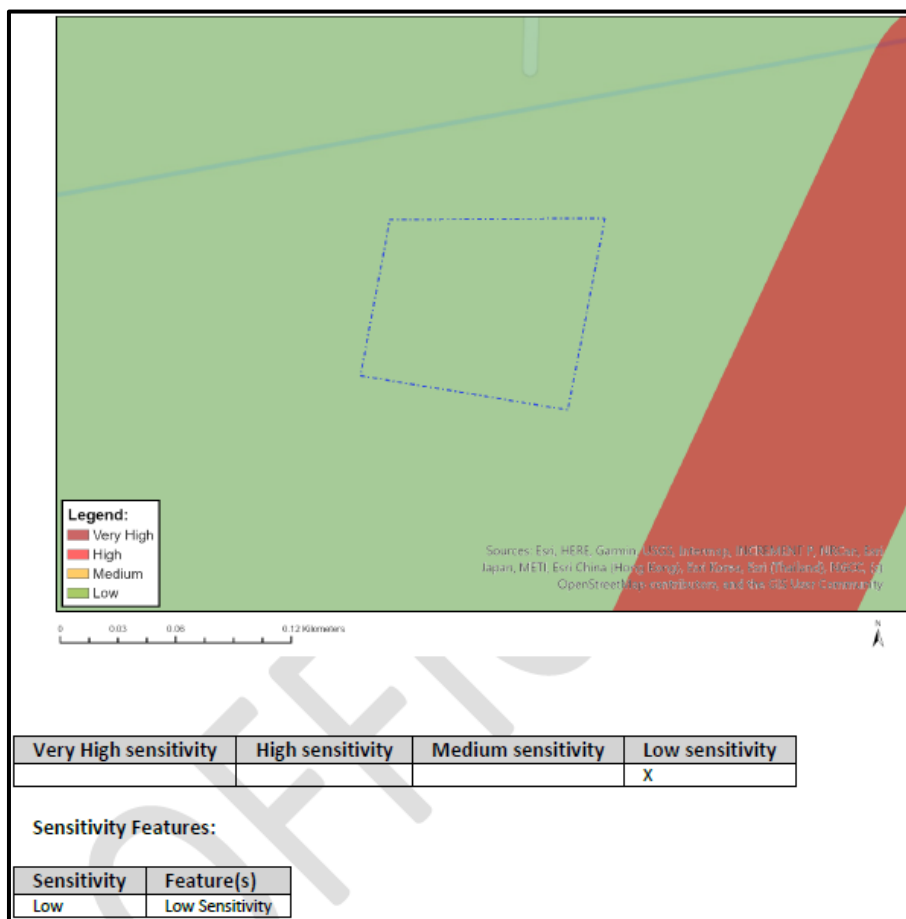 Legend:
Very High
High
Medium
Low
Sources: Esri, HERE, Garmin, USGS, Intermap, INCREMENT P, NRCan, Esri
Japan, METI, Esri China (Hong Kong), Esri Korea, Esri (Thailand), NGCC, (c)
OpenStreetMap contributors, and the GIS User Community
0 0.03 0.06 0.12 Kilometers
N
Very High sensitivity High sensitivity Medium sensitivity Low sensitivity
X
Sensitivity Features:
Sensitivity Feature(s)
Low Low Sensitivity
OFFIC